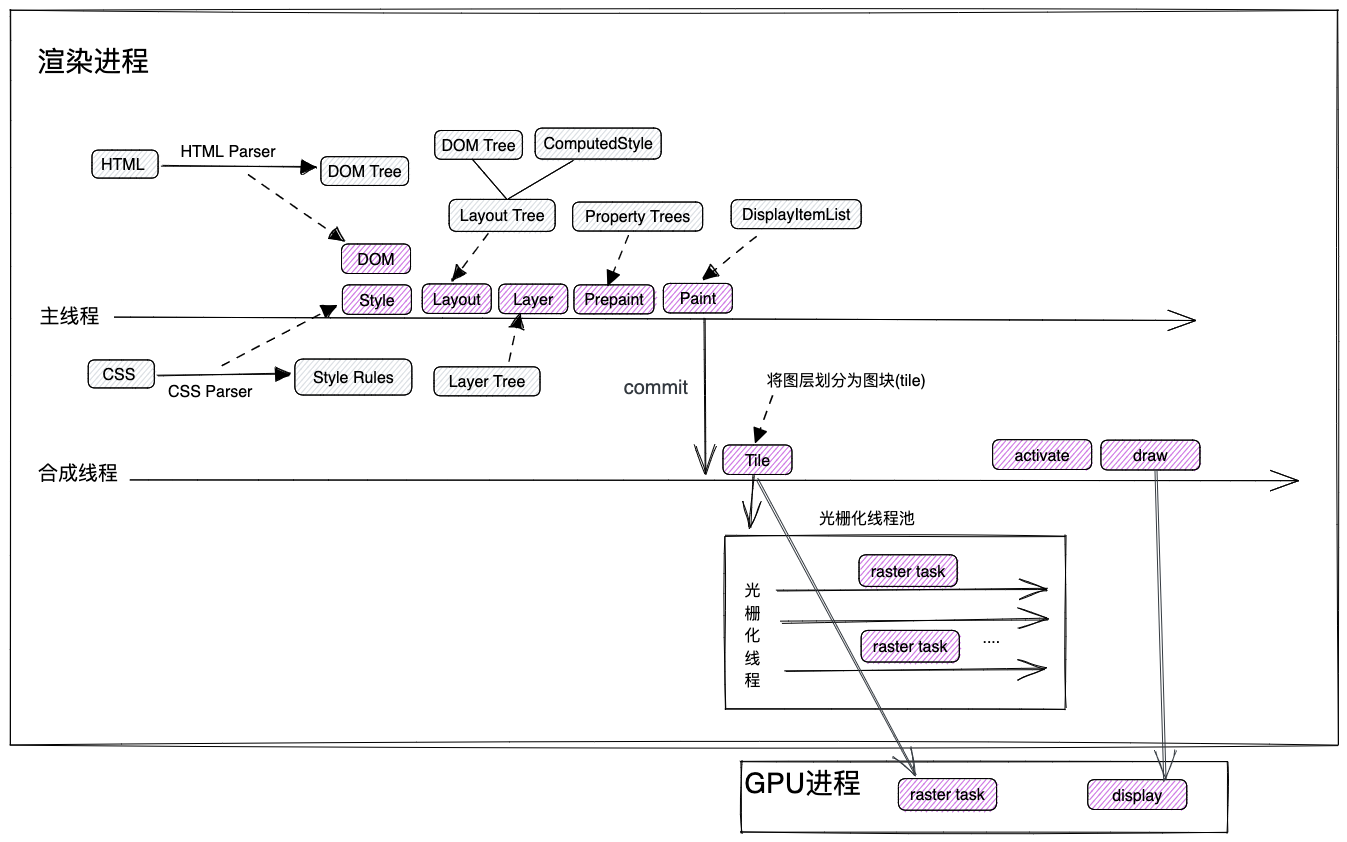 渲染进程
HTML
HTML Parser
DOM Tree
DOM Tree
ComputedStyle
Layout Tree
Property Trees
DisplayItemList
DOM
Style
Layout
Layer
Prepaint
Paint
主线程
CSS
CSS Parser
Style Rules
Layer Tree
commit
将图层划分为图块(tile)
合成线程
Tile
activate
draw
光栅化线程池
光
栅
化
线
程
raster task
raster task
....
GPU进程
raster task
display